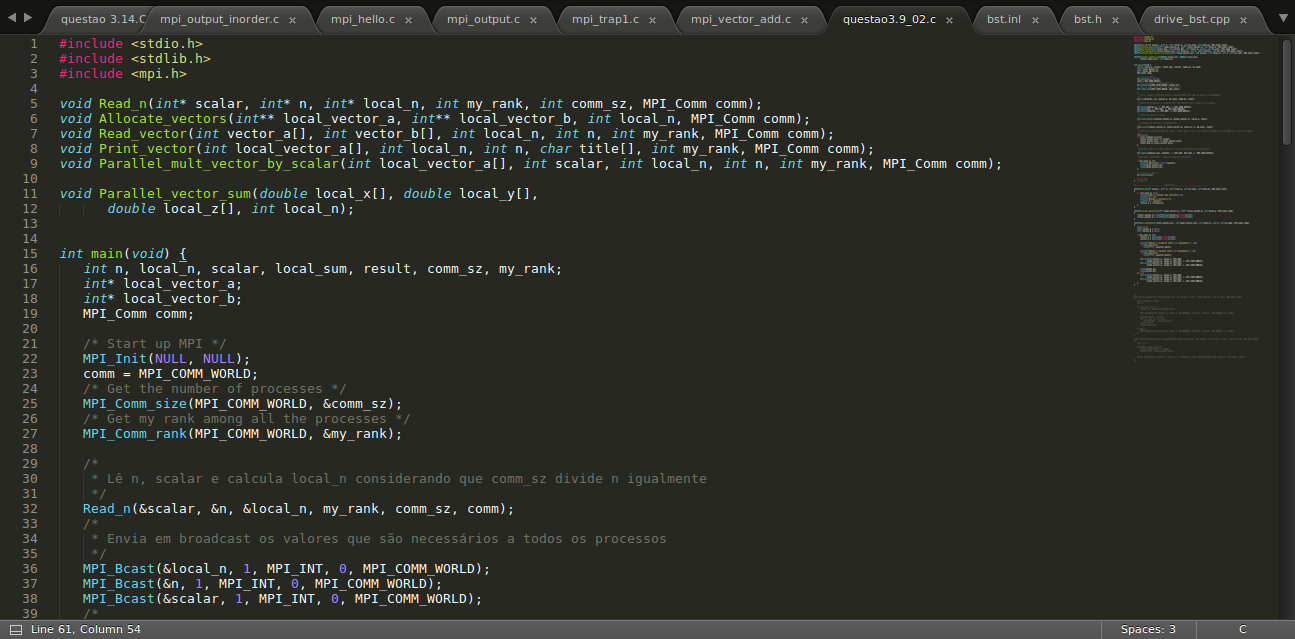 questao 3.14.C mpi_output_inorder.c × mpi_hello.c × mpi_output.c × mpi_trap1.c × mpi_vector_add.c × questao3.9_02.c × bst.inl × bst.h × drive_bst.cpp ×
1 #include <stdio.h>
2 #include <stdlib.h>
3 #include <mpi.h>
4
5 void Read_n(int* scalar, int* n, int* local_n, int my_rank, int comm_sz, MPI_Comm comm);
6 void Allocate_vectors(int** local_vector_a, int** local_vector_b, int local_n, MPI_Comm comm);
7 void Read_vector(int vector_a[], int vector_b[], int local_n, int n, int my_rank, MPI_Comm comm);
8 void Print_vector(int local_vector_a[], int local_n, int n, char title[], int my_rank, MPI_Comm comm);
9 void Parallel_mult_vector_by_scalar(int local_vector_a[], int scalar, int local_n, int n, int my_rank, MPI_Comm comm);
10
11 void Parallel_vector_sum(double local_x[], double local_y[],
12 double local_z[], int local_n);
13
14
15 int main(void) {
16 int n, local_n, scalar, local_sum, result, comm_sz, my_rank;
17 int* local_vector_a;
18 int* local_vector_b;
19 MPI_Comm comm;
20
21 /* Start up MPI */
22 MPI_Init(NULL, NULL);
23 comm = MPI_COMM_WORLD;
24 /* Get the number of processes */
25 MPI_Comm_size(MPI_COMM_WORLD, &comm_sz);
26 /* Get my rank among all the processes */
27 MPI_Comm_rank(MPI_COMM_WORLD, &my_rank);
28
29 /*
30 * Lê n, scalar e calcula local_n considerando que comm_sz divide n igualmente
31 */
32 Read_n(&scalar, &n, &local_n, my_rank, comm_sz, comm);
33 /*
34 * Envia em broadcast os valores que são necessários a todos os processos
35 */
36 MPI_Bcast(&local_n, 1, MPI_INT, 0, MPI_COMM_WORLD);
37 MPI_Bcast(&n, 1, MPI_INT, 0, MPI_COMM_WORLD);
38 MPI_Bcast(&scalar, 1, MPI_INT, 0, MPI_COMM_WORLD);
39 /*
Line 61, Column 54 Spaces: 3 C